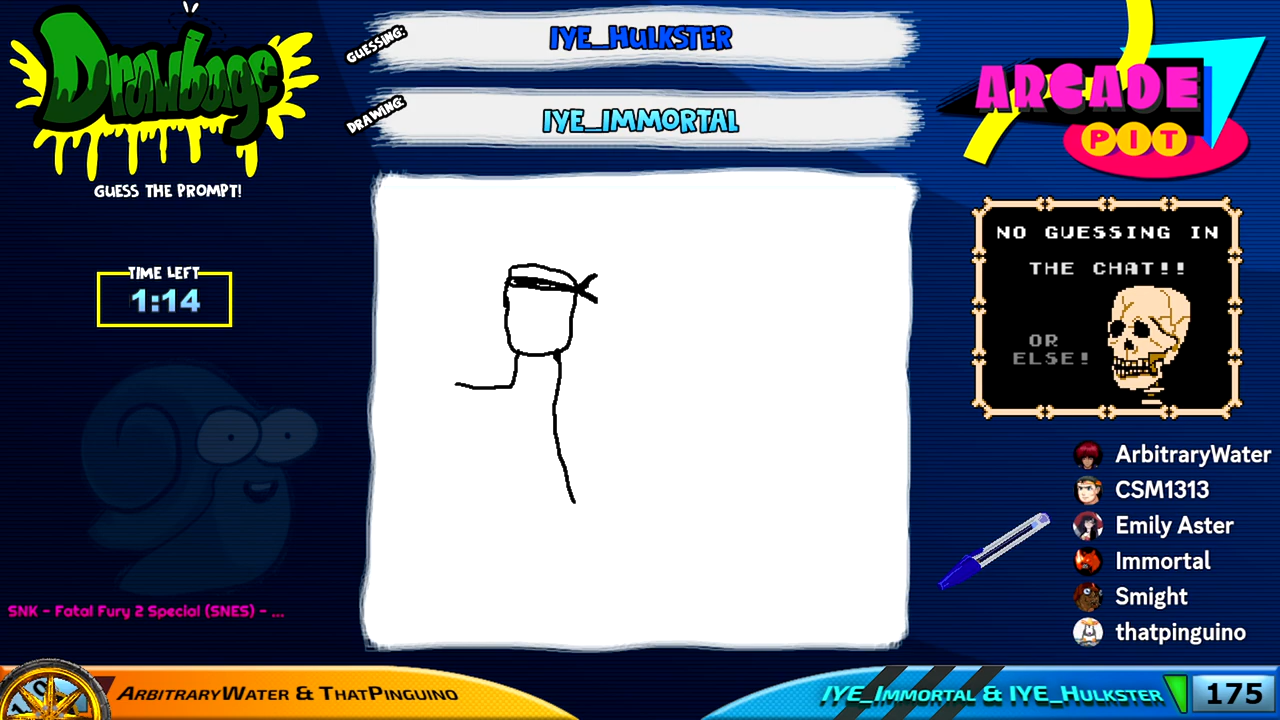 Drawbage
GUESS THE PROMPT!
TIME LEFT
1:14
SNK - Fatal Fury 2 Special (SNES) - ...
GUESSING:
IYE_HULKSTER
DRAWING:
IYE_IMMORTAL
ARCADE
PIT
NO GUESSING IN
THE CHAT!!
OR
ELSE!
ArbitraryWater
CSM1313
Emily Aster
Immortal
Smight
thatpinguino
ARBITRARYWATER & THATPINGUINO
IYE_IMMORTAL & IYE_HULKSTER
175